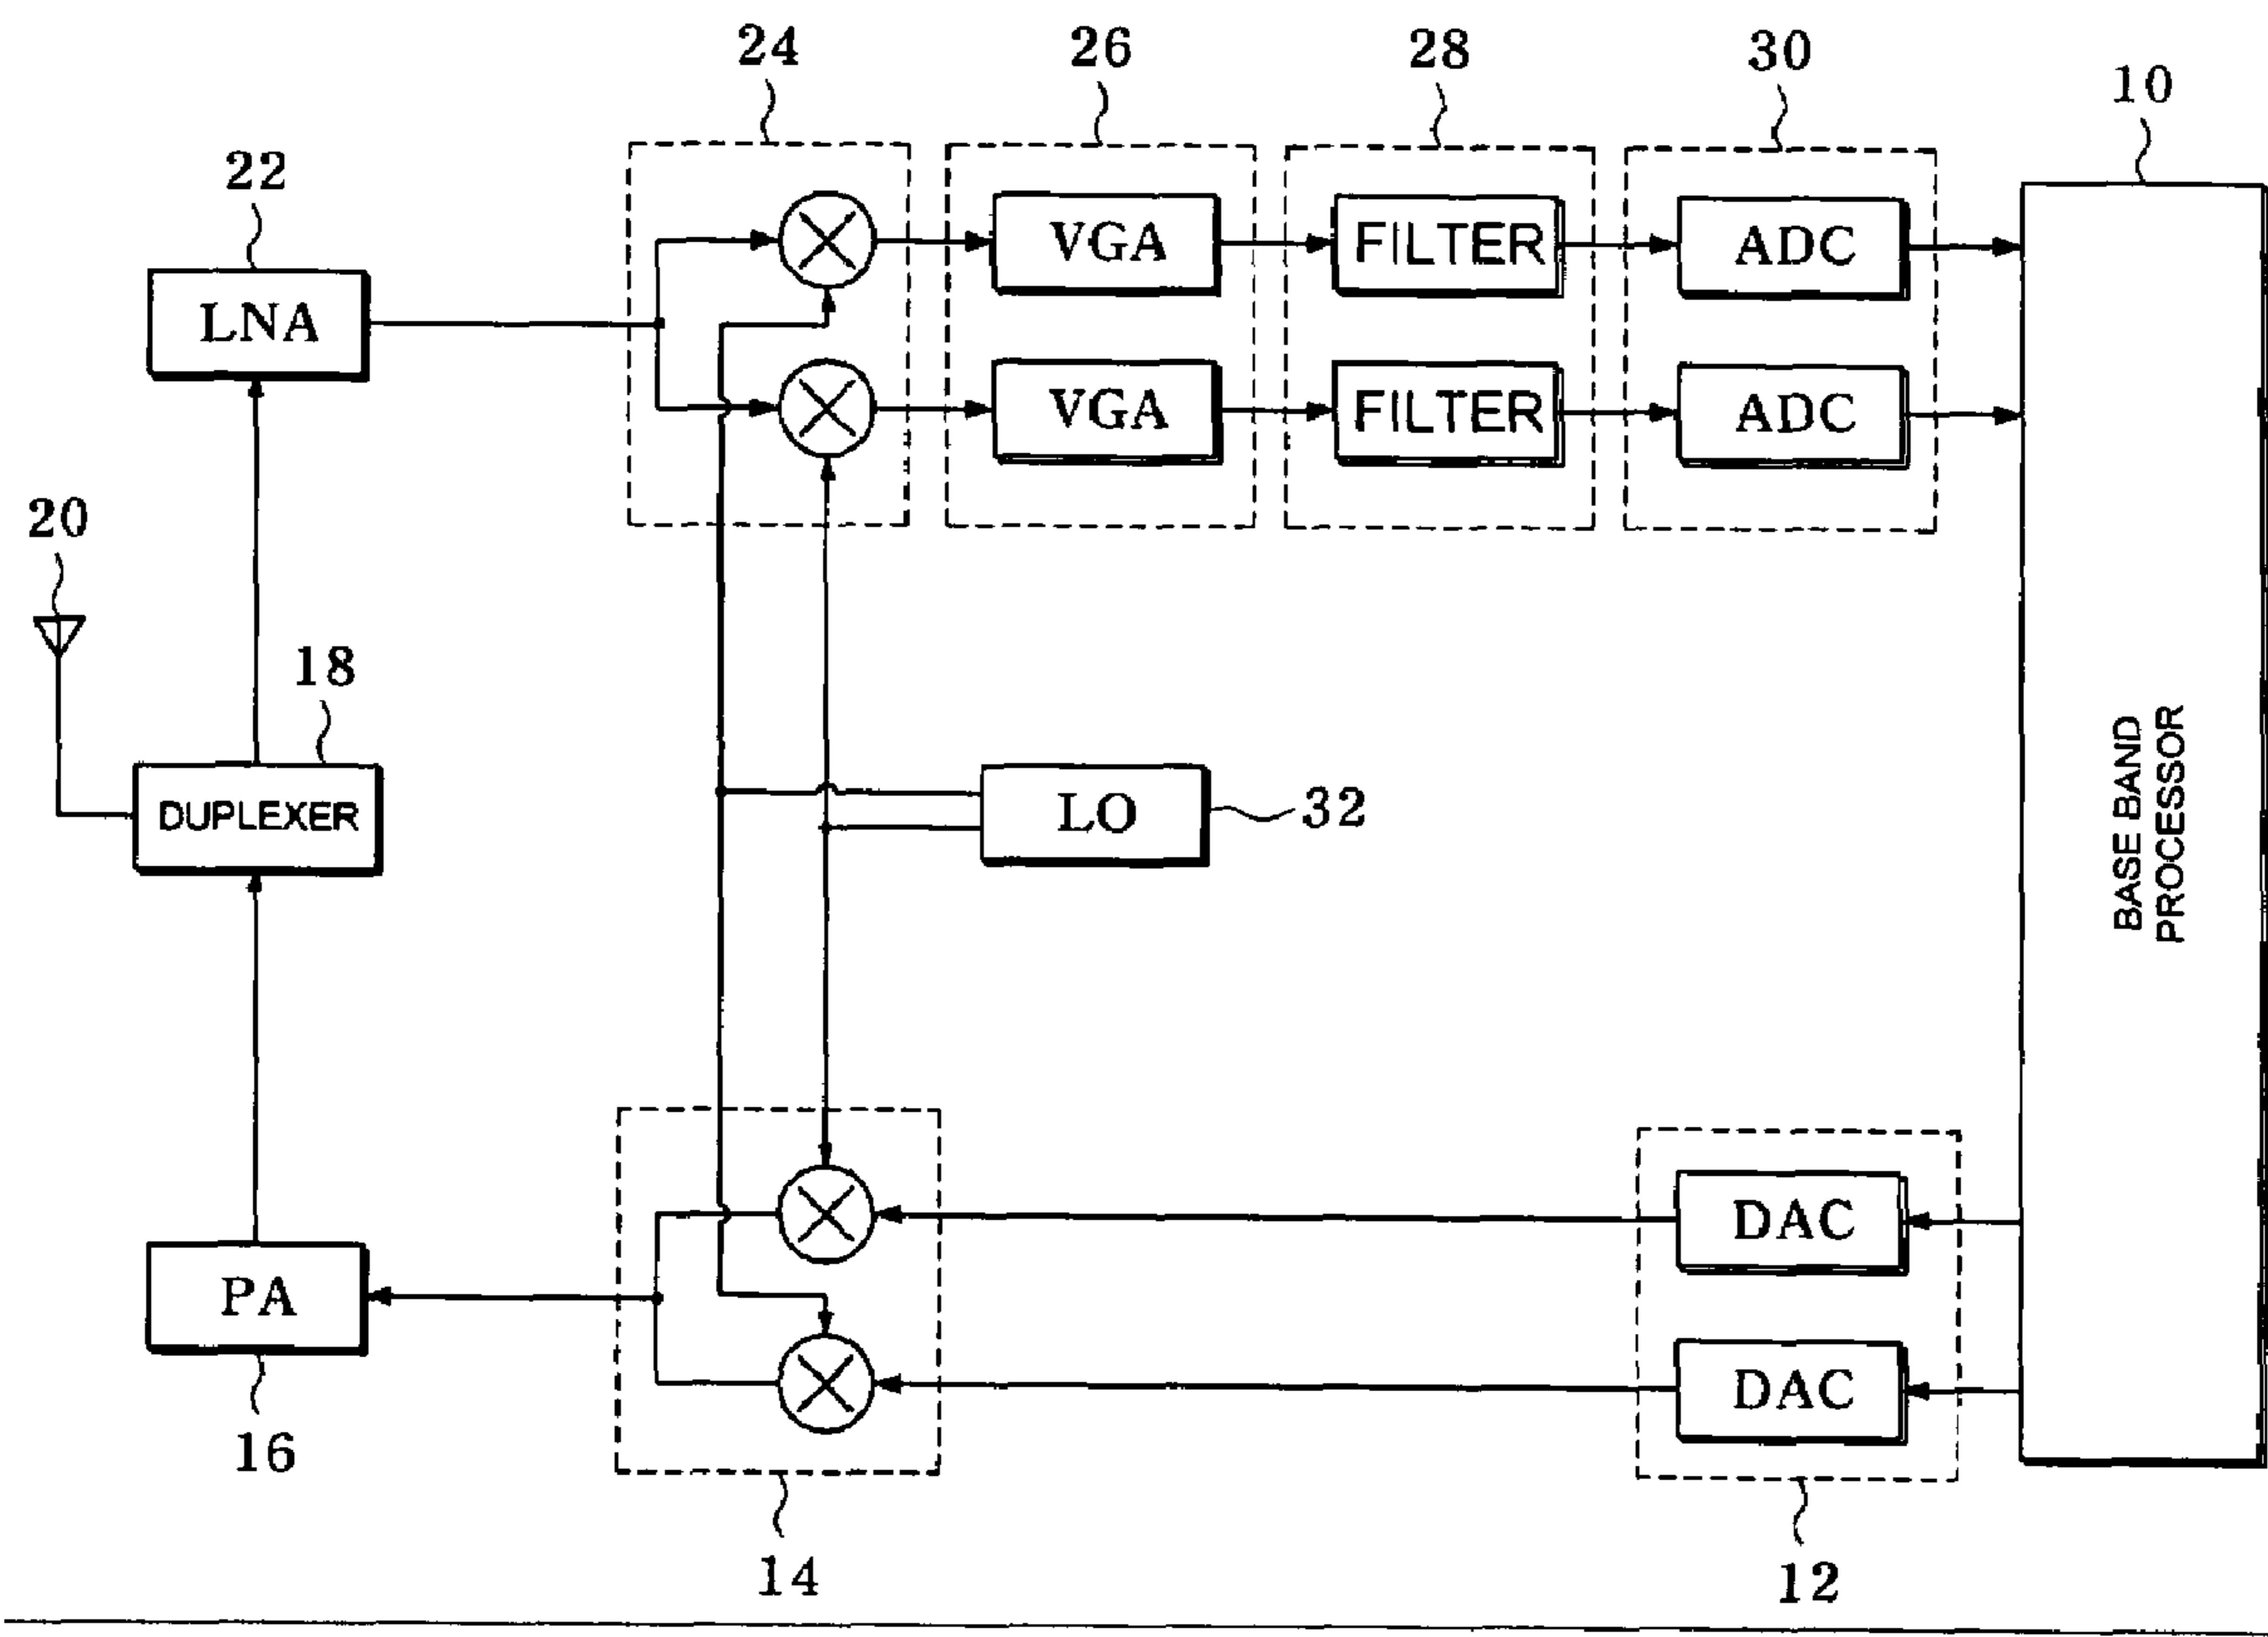 24
26
28
30
10
22
VGA
FILTER
ADC
LNA
VGA
FILTER
ADC
20
18
DUPLEXER
LO
32
BASE BAND
PROCESSOR
DAC
PA
DAC
16
14
12